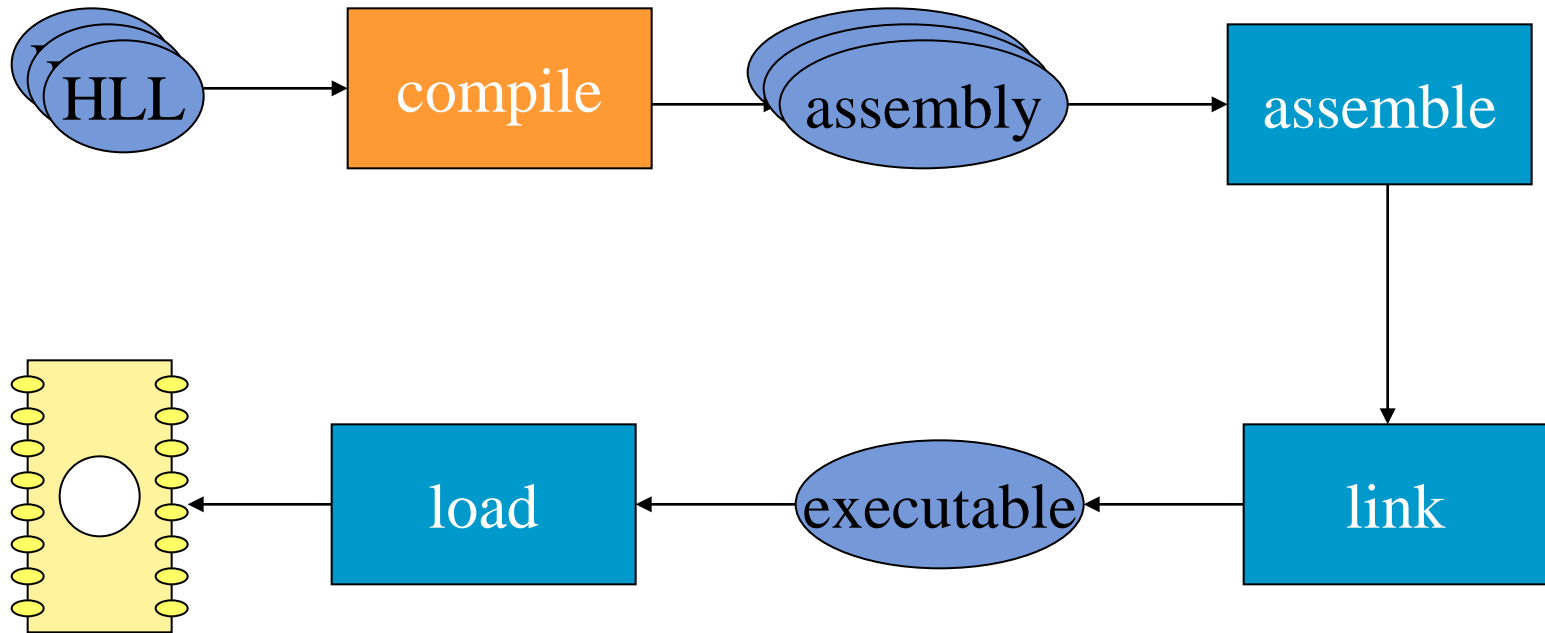 HLL
compile
assembly
assemble
load
executable
link